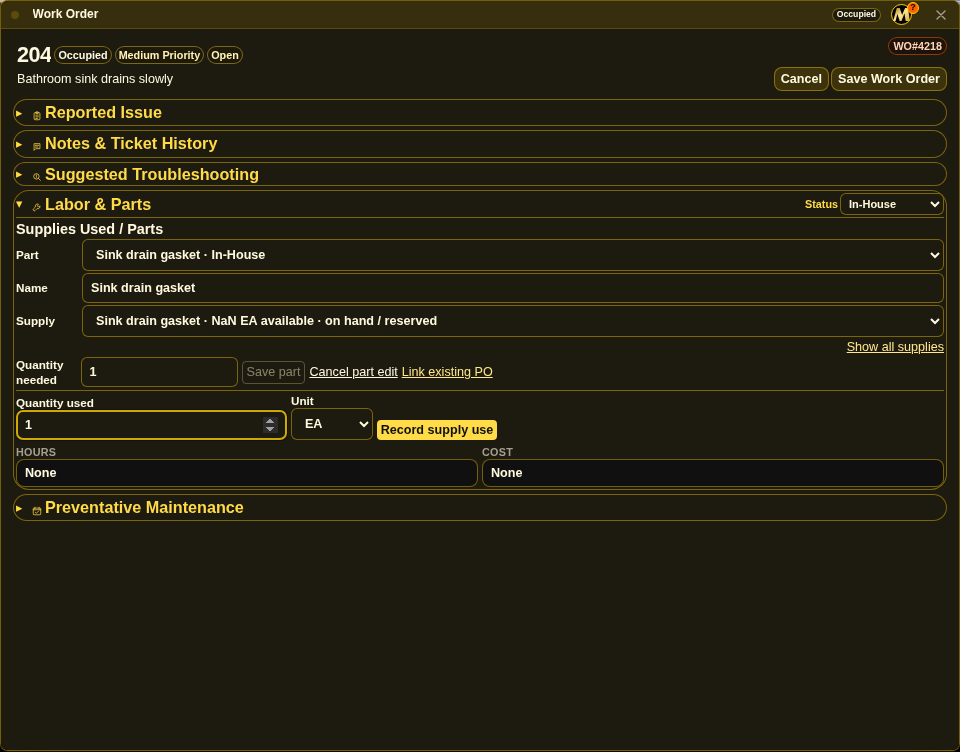 Work Order
Occupied
M?
204 Occupied Medium Priority Open
WO#4218
Bathroom sink drains slowly
Cancel Save Work Order
Reported Issue
Notes & Ticket History
Suggested Troubleshooting
Labor & Parts
Status In-House
Supplies Used / Parts
Part Sink drain gasket · In-House
Name Sink drain gasket
Supply Sink drain gasket · NaN EA available · on hand / reserved
Show all supplies
Quantity needed 1 Save part Cancel part edit Link existing PO
Quantity used Unit
1 EA Record supply use
HOURS COST
None None
Preventative Maintenance